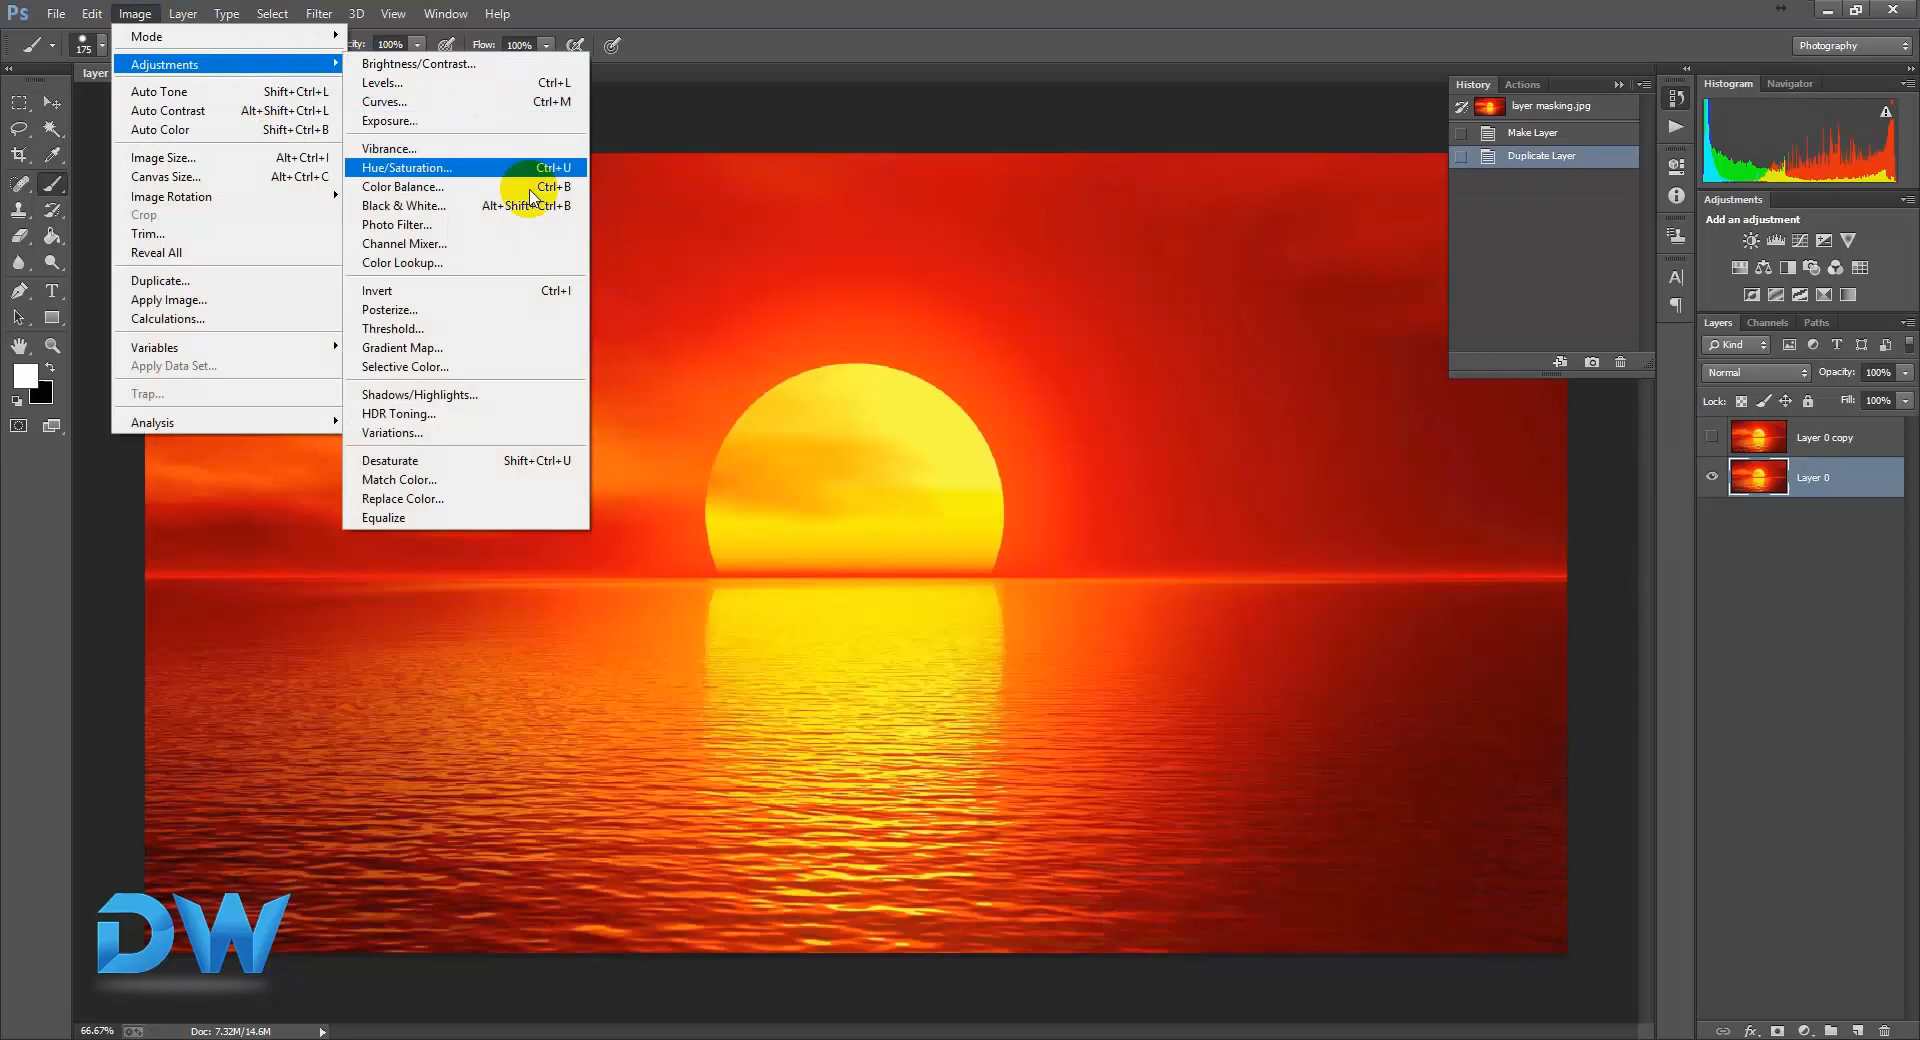 Ps File Edit Image Layer Type Select Filter 3D View Window Help
175 100% Flow: 100% Photography
layer
Mode
Adjustments
Auto Tone Shift+Ctrl+L
Auto Contrast Alt+Shift+Ctrl+L
Auto Color Shift+Ctrl+B
Image Size... Alt+Ctrl+I
Canvas Size... Alt+Ctrl+C
Image Rotation
Crop
Trim...
Reveal All
Duplicate...
Apply Image...
Calculations...
Variables
Apply Data Set...
Trap...
Analysis
Brightness/Contrast...
Levels... Ctrl+L
Curves... Ctrl+M
Exposure...
Vibrance...
Hue/Saturation... Ctrl+U
Color Balance... Ctrl+B
Black & White... Alt+Shift+Ctrl+B
Photo Filter...
Channel Mixer...
Color Lookup...
Invert Ctrl+I
Posterize...
Threshold...
Gradient Map...
Selective Color...
Shadows/Highlights...
HDR Toning...
Variations...
Desaturate Shift+Ctrl+U
Match Color...
Replace Color...
Equalize
History Actions
layer masking.jpg
Make Layer
Duplicate Layer
Histogram Navigator
Adjustments
Add an adjustment
Layers Channels Paths
Kind
Normal Opacity: 100%
Lock: Fill: 100%
Layer 0 copy
Layer 0
DW
66.67% Doc: 7.32M/14.6M